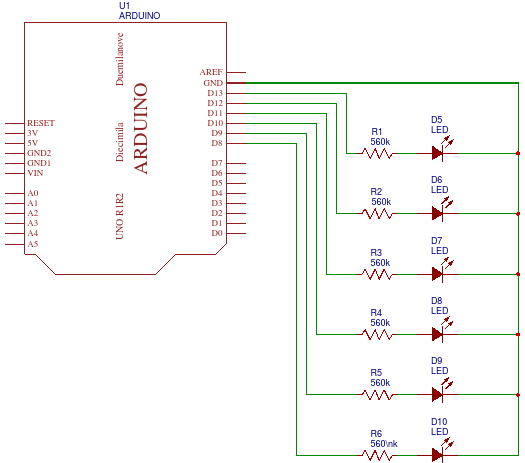 U1
ARDUINO
Duemilanove
Diecimila
UNO R1R2
ARDUINO
AREF
GND
D13
D12
D11
D10
D9
D8
D7
D6
D5
D4
D3
D2
D1
D0
RESET
3V
5V
GND2
GND1
VIN
A0
A1
A2
A3
A4
A5
R1
560k
D5
LED
R2
560k
D6
LED
R3
560k
D7
LED
R4
560k
D8
LED
R5
560k
D9
LED
R6
560\nk
D10
LED